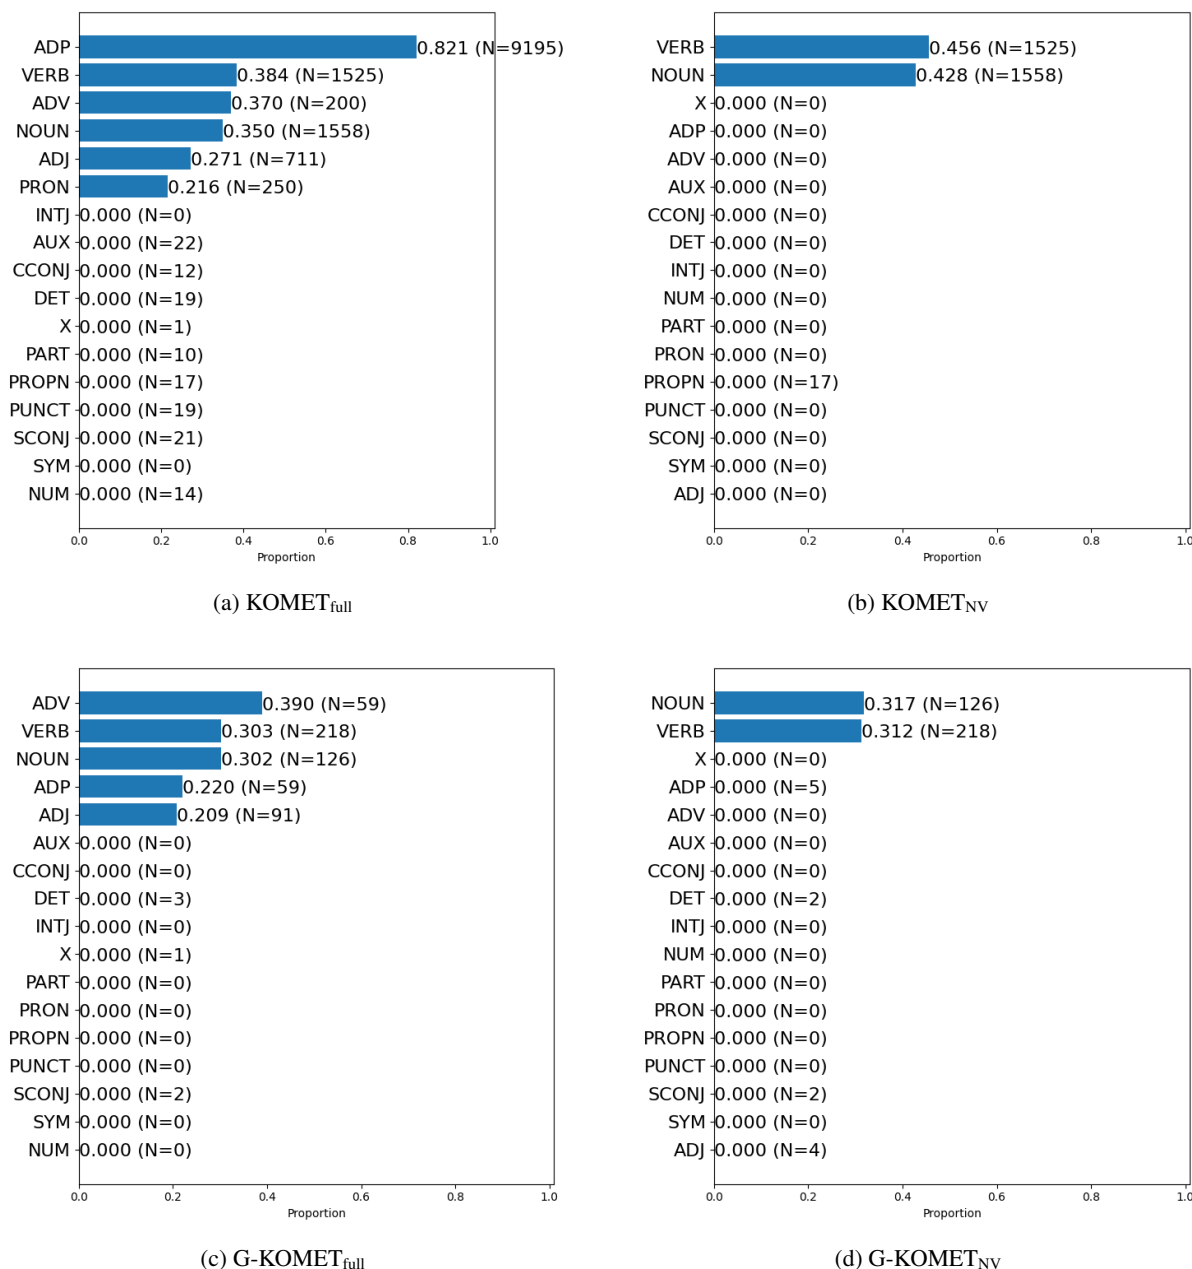 ADP 0.821 (N=9195)
VERB 0.384 (N=1525)
ADV 0.370 (N=200)
NOUN 0.350 (N=1558)
ADJ 0.271 (N=711)
PRON 0.216 (N=250)
INTJ 0.000 (N=0)
AUX 0.000 (N=22)
CCONJ 0.000 (N=12)
DET 0.000 (N=19)
X 0.000 (N=1)
PART 0.000 (N=10)
PROPN 0.000 (N=17)
PUNCT 0.000 (N=19)
SCONJ 0.000 (N=21)
SYM 0.000 (N=0)
NUM 0.000 (N=14)
0.0 0.2 0.4 0.6 0.8 1.0
Proportion
(a) KOMETfull
VERB 0.456 (N=1525)
NOUN 0.428 (N=1558)
X 0.000 (N=0)
ADP 0.000 (N=0)
ADV 0.000 (N=0)
AUX 0.000 (N=0)
CCONJ 0.000 (N=0)
DET 0.000 (N=0)
INTJ 0.000 (N=0)
NUM 0.000 (N=0)
PART 0.000 (N=0)
PRON 0.000 (N=0)
PROPN 0.000 (N=17)
PUNCT 0.000 (N=0)
SCONJ 0.000 (N=0)
SYM 0.000 (N=0)
ADJ 0.000 (N=0)
0.0 0.2 0.4 0.6 0.8 1.0
Proportion
(b) KOMETNV
ADV 0.390 (N=59)
VERB 0.303 (N=218)
NOUN 0.302 (N=126)
ADP 0.220 (N=59)
ADJ 0.209 (N=91)
AUX 0.000 (N=0)
CCONJ 0.000 (N=0)
DET 0.000 (N=3)
INTJ 0.000 (N=0)
X 0.000 (N=1)
PART 0.000 (N=0)
PRON 0.000 (N=0)
PROPN 0.000 (N=0)
PUNCT 0.000 (N=0)
SCONJ 0.000 (N=2)
SYM 0.000 (N=0)
NUM 0.000 (N=0)
0.0 0.2 0.4 0.6 0.8 1.0
Proportion
(c) G-KOMETfull
NOUN 0.317 (N=126)
VERB 0.312 (N=218)
X 0.000 (N=0)
ADP 0.000 (N=5)
ADV 0.000 (N=0)
AUX 0.000 (N=0)
CCONJ 0.000 (N=0)
DET 0.000 (N=2)
INTJ 0.000 (N=0)
NUM 0.000 (N=0)
PART 0.000 (N=0)
PRON 0.000 (N=0)
PROPN 0.000 (N=0)
PUNCT 0.000 (N=0)
SCONJ 0.000 (N=2)
SYM 0.000 (N=0)
ADJ 0.000 (N=4)
0.0 0.2 0.4 0.6 0.8 1.0
Proportion
(d) G-KOMETNV